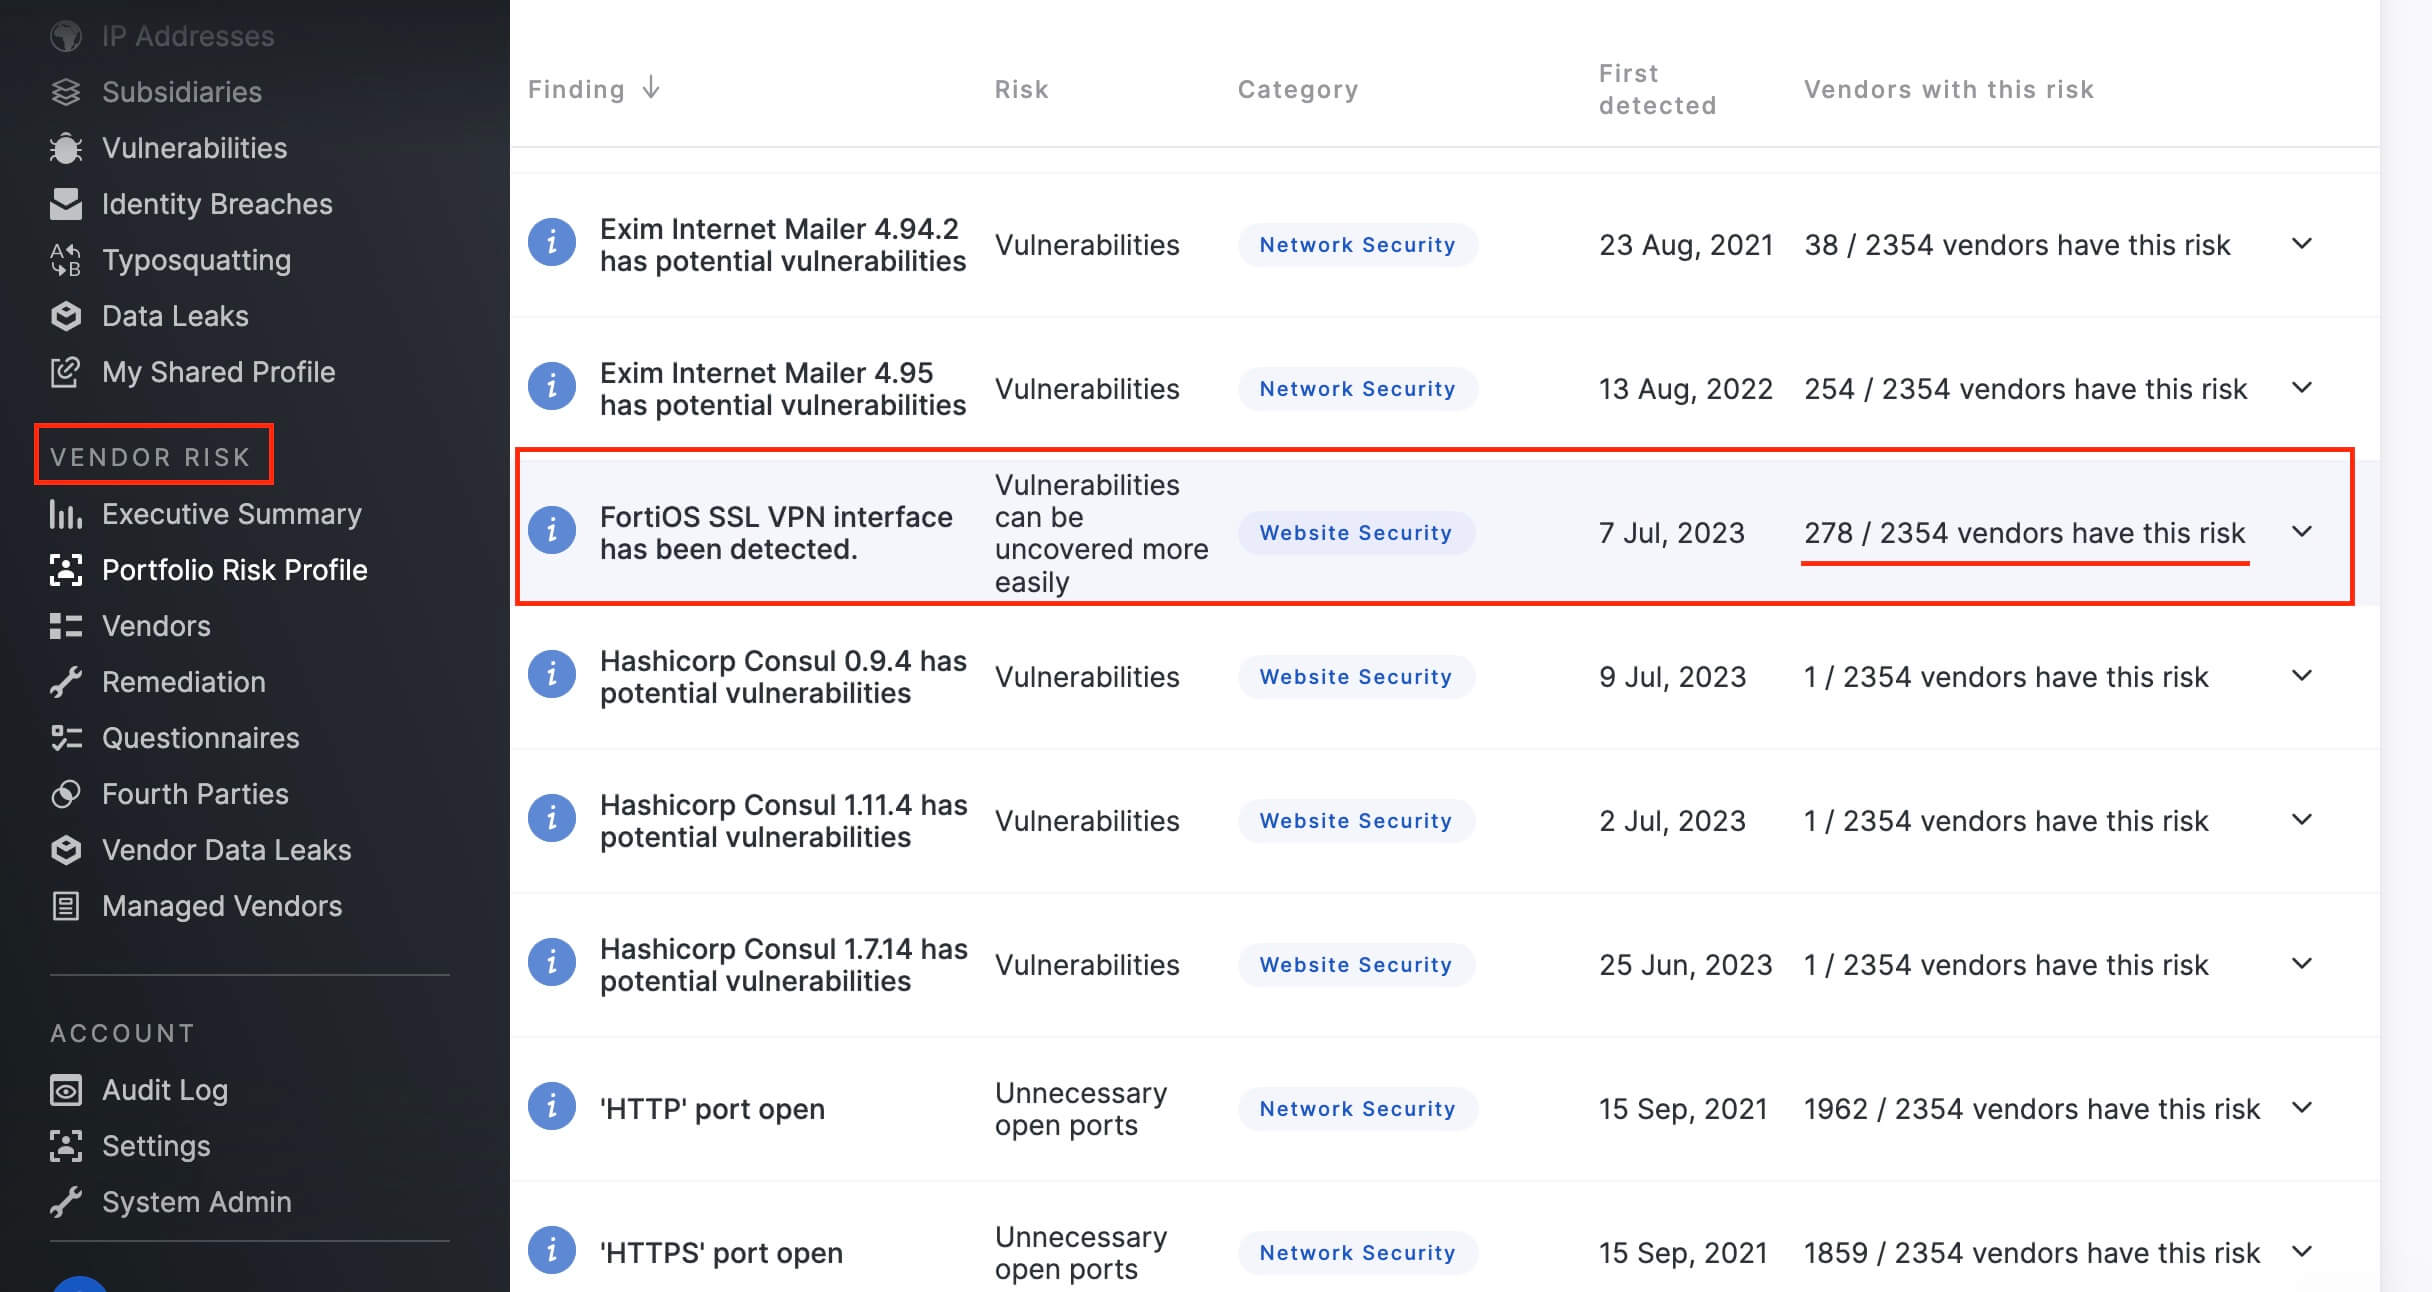 IP Addresses
Subsidiaries
Vulnerabilities
Identity Breaches
Typosquatting
Data Leaks
My Shared Profile
VENDOR RISK
Executive Summary
Portfolio Risk Profile
Vendors
Remediation
Questionnaires
Fourth Parties
Vendor Data Leaks
Managed Vendors
ACCOUNT
Audit Log
Settings
System Admin
Finding
Risk
Category
First
detected
Vendors with this risk
Exim Internet Mailer 4.94.2
has potential vulnerabilities
Vulnerabilities
Network Security
23 Aug, 2021
38 / 2354 vendors have this risk
Exim Internet Mailer 4.95
has potential vulnerabilities
Vulnerabilities
Network Security
13 Aug, 2022
254 / 2354 vendors have this risk
FortiOS SSL VPN interface
has been detected.
Vulnerabilities
can be
uncovered more
easily
Website Security
7 Jul, 2023
278 / 2354 vendors have this risk
Hashicorp Consul 0.9.4 has
potential vulnerabilities
Vulnerabilities
Website Security
9 Jul, 2023
1 / 2354 vendors have this risk
Hashicorp Consul 1.11.4 has
potential vulnerabilities
Vulnerabilities
Website Security
2 Jul, 2023
1 / 2354 vendors have this risk
Hashicorp Consul 1.7.14 has
potential vulnerabilities
Vulnerabilities
Website Security
25 Jun, 2023
1 / 2354 vendors have this risk
'HTTP' port open
Unnecessary
open ports
Network Security
15 Sep, 2021
1962 / 2354 vendors have this risk
'HTTPS' port open
Unnecessary
open ports
Network Security
15 Sep, 2021
1859 / 2354 vendors have this risk